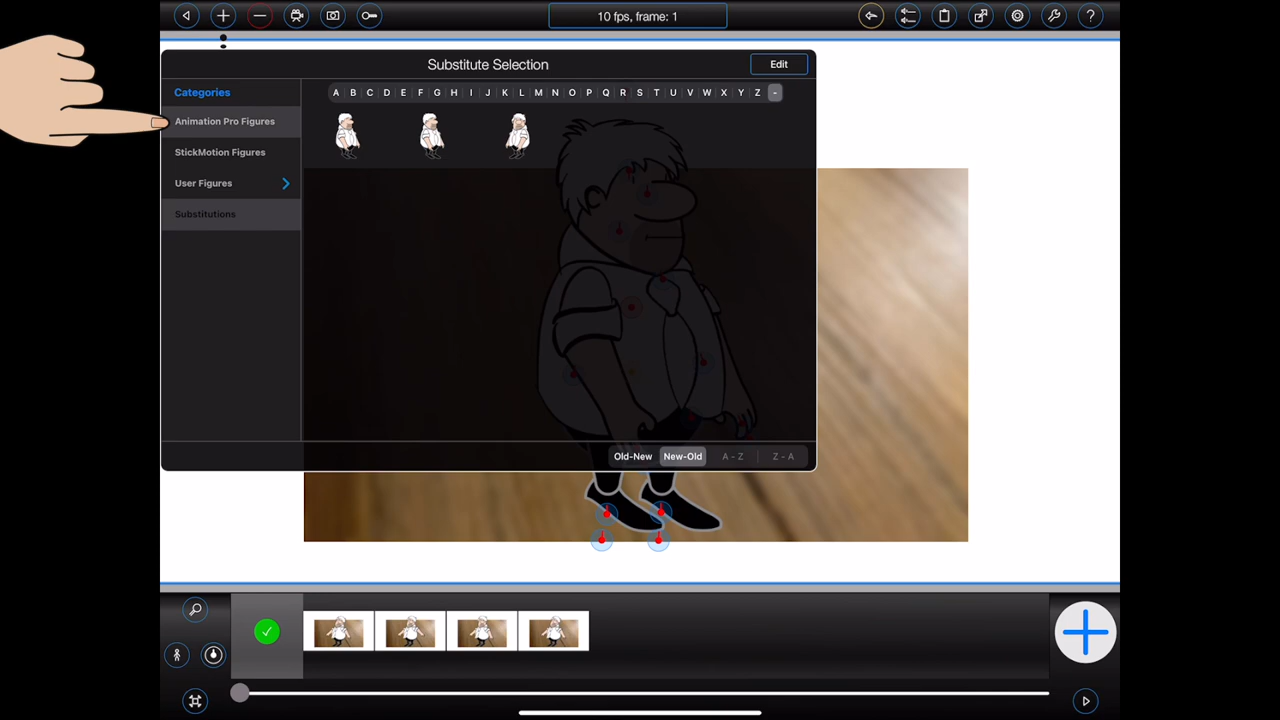 10 fps, frame: 1
?
Substitute Selection
Edit
Categories
A B C D E F G H I J K L M N O P Q R S T U V W X Y Z -
Animation Pro Figures
StickMotion Figures
User Figures
Substitutions
Old-New New-Old A - Z Z - A